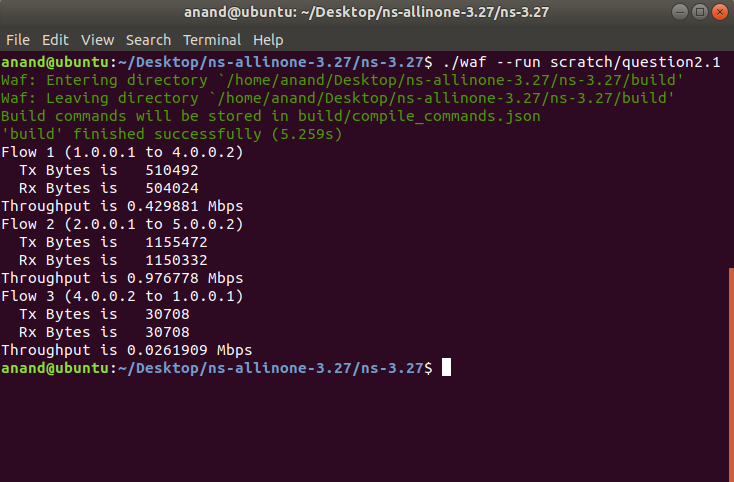 anand@ubuntu: ~/Desktop/ns-allinone-3.27/ns-3.27
File Edit View Search Terminal Help
anand@ubuntu:~/Desktop/ns-allinone-3.27/ns-3.27$ ./waf --run scratch/question2.1
Waf: Entering directory `/home/anand/Desktop/ns-allinone-3.27/ns-3.27/build'
Waf: Leaving directory `/home/anand/Desktop/ns-allinone-3.27/ns-3.27/build'
Build commands will be stored in build/compile_commands.json
'build' finished successfully (5.259s)
Flow 1 (1.0.0.1 to 4.0.0.2)
  Tx Bytes is   510492
  Rx Bytes is   504024
Throughput is 0.429881 Mbps
Flow 2 (2.0.0.1 to 5.0.0.2)
  Tx Bytes is   1155472
  Rx Bytes is   1150332
Throughput is 0.976778 Mbps
Flow 3 (4.0.0.2 to 1.0.0.1)
  Tx Bytes is   30708
  Rx Bytes is   30708
Throughput is 0.0261909 Mbps
anand@ubuntu:~/Desktop/ns-allinone-3.27/ns-3.27$